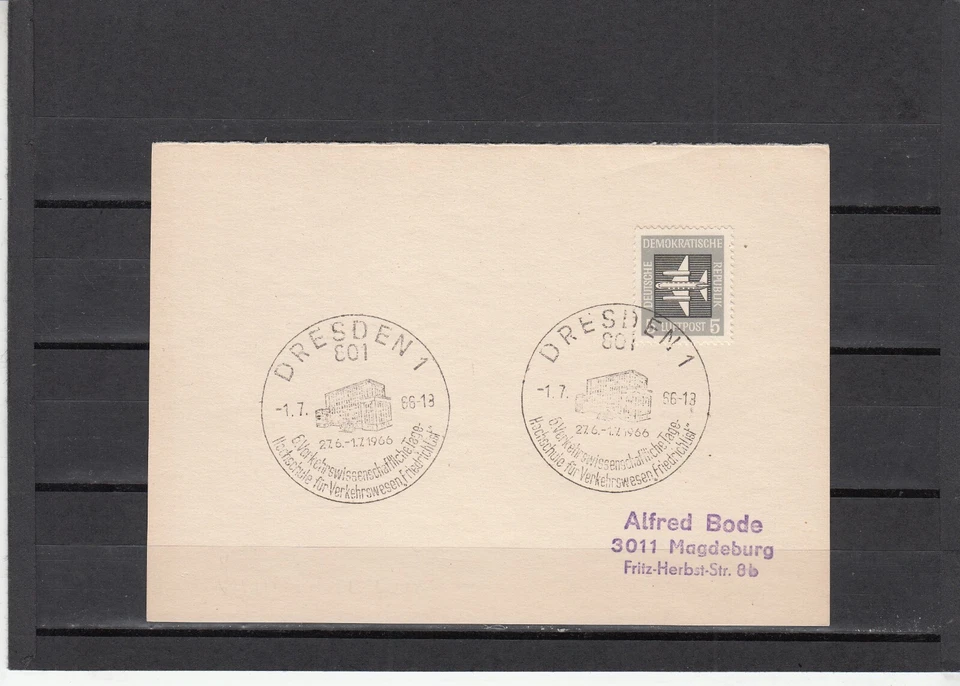 DEMOKRATISCHE
DEUTSCHE
REPUBLIK
5 LUFTPOST 5
DRESDEN 1
801
-1.7. 66-13
27.6.-1.7.1966
6.Verkehrswissenschaftliche Tage-
Hochschule für Verkehrswesen „Friedrich List"
DRESDEN 1
801
-1.7. 66-13
27.6.-1.7.1966
6.Verkehrswissenschaftliche Tage-
Hochschule für Verkehrswesen „Friedrich List"
Alfred Bode
3011 Magdeburg
Fritz-Herbst-Str. 8b